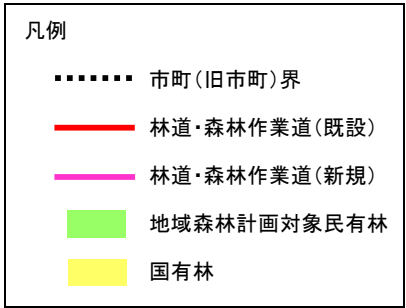 凡例
市町(旧市町)界
林道・森林作業道(既設)
林道・森林作業道(新規)
地域森林計画対象民有林
国有林